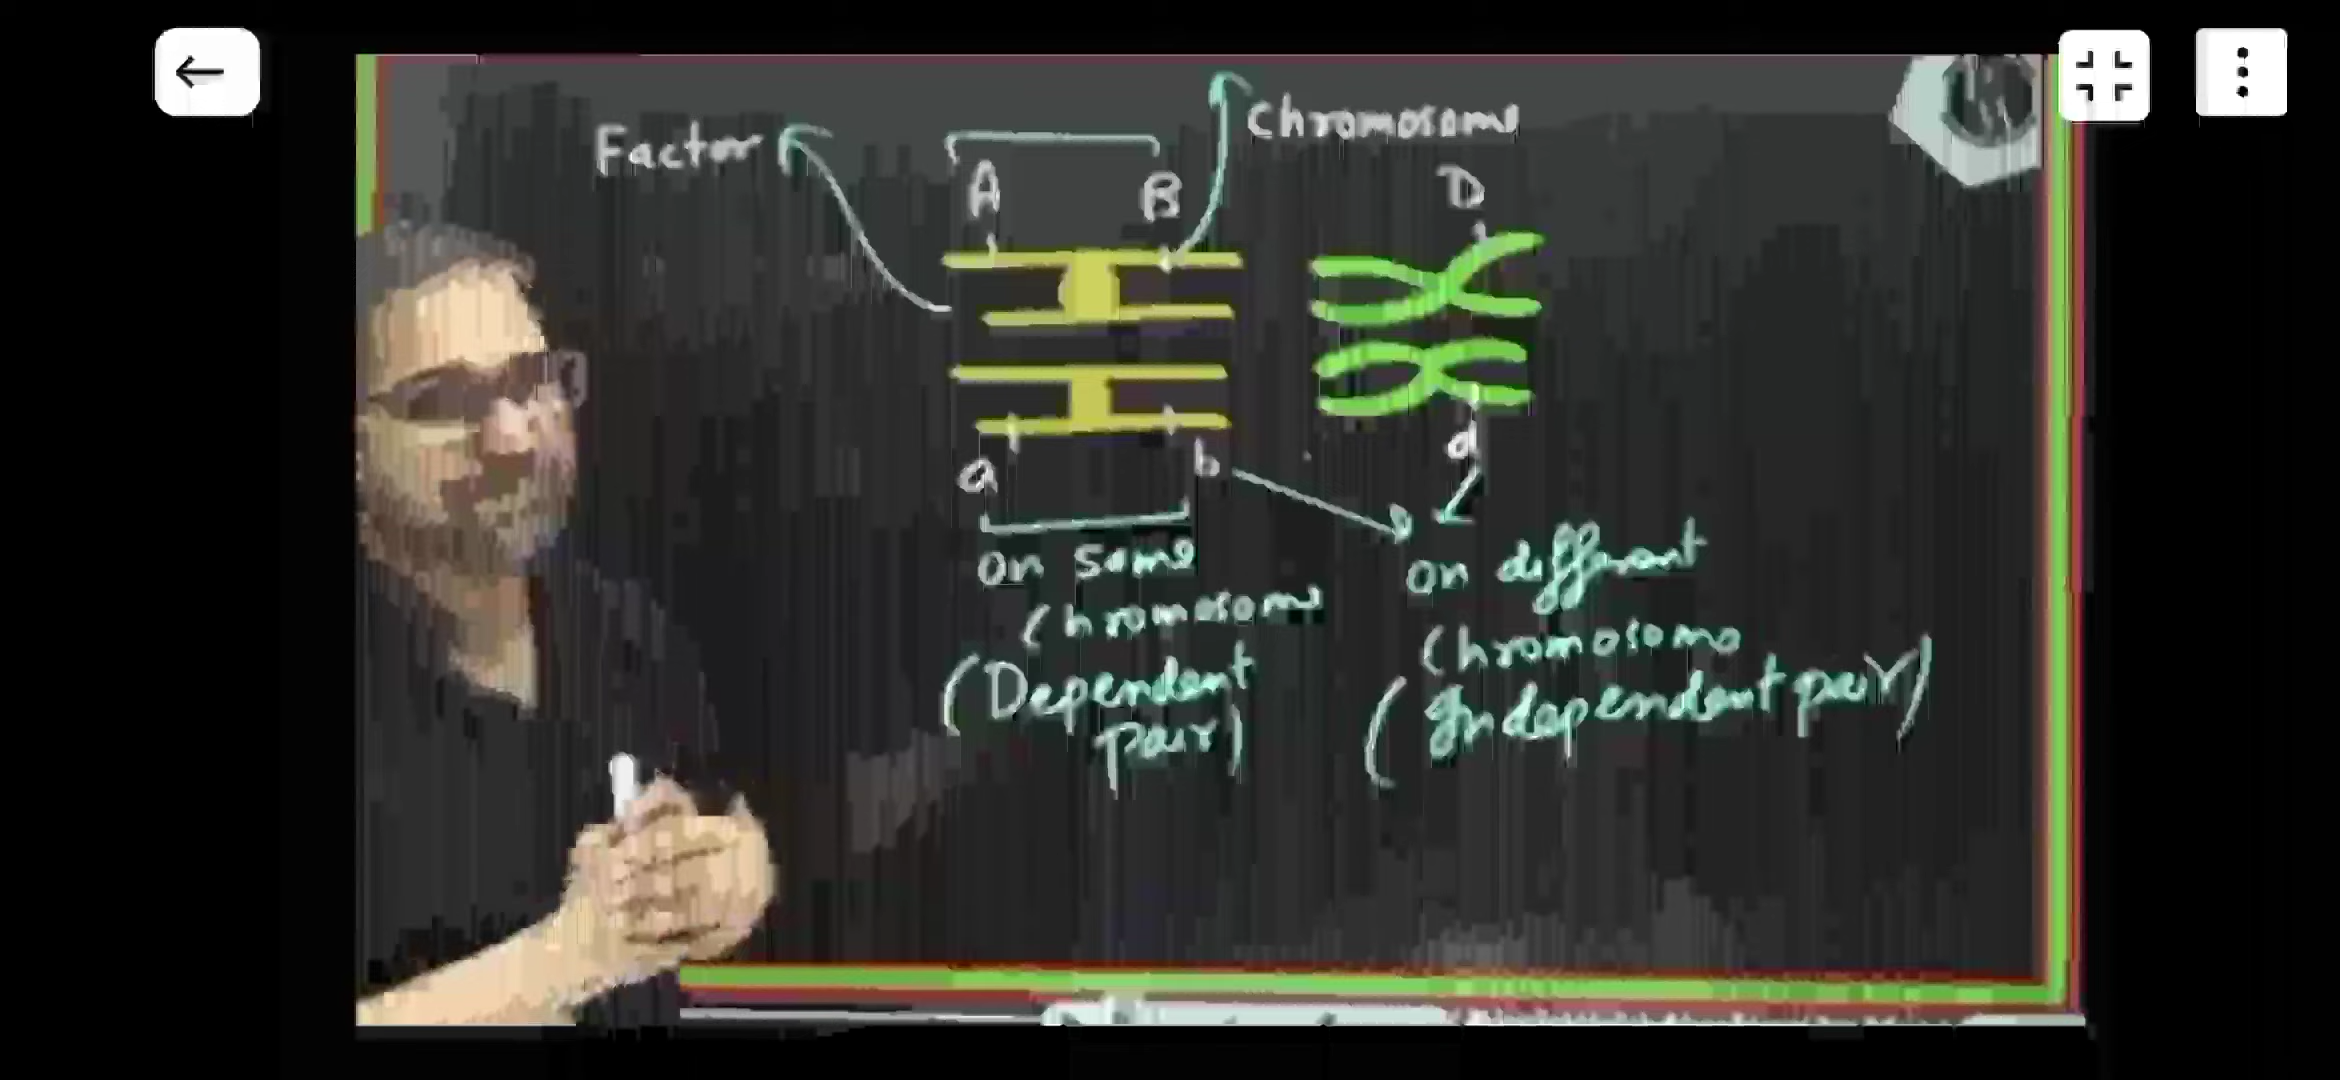 Factor
Chromosome
A B D
a b d
on same
Chromosome
(Dependent
pair)
on different
Chromosome
(Independent pair)